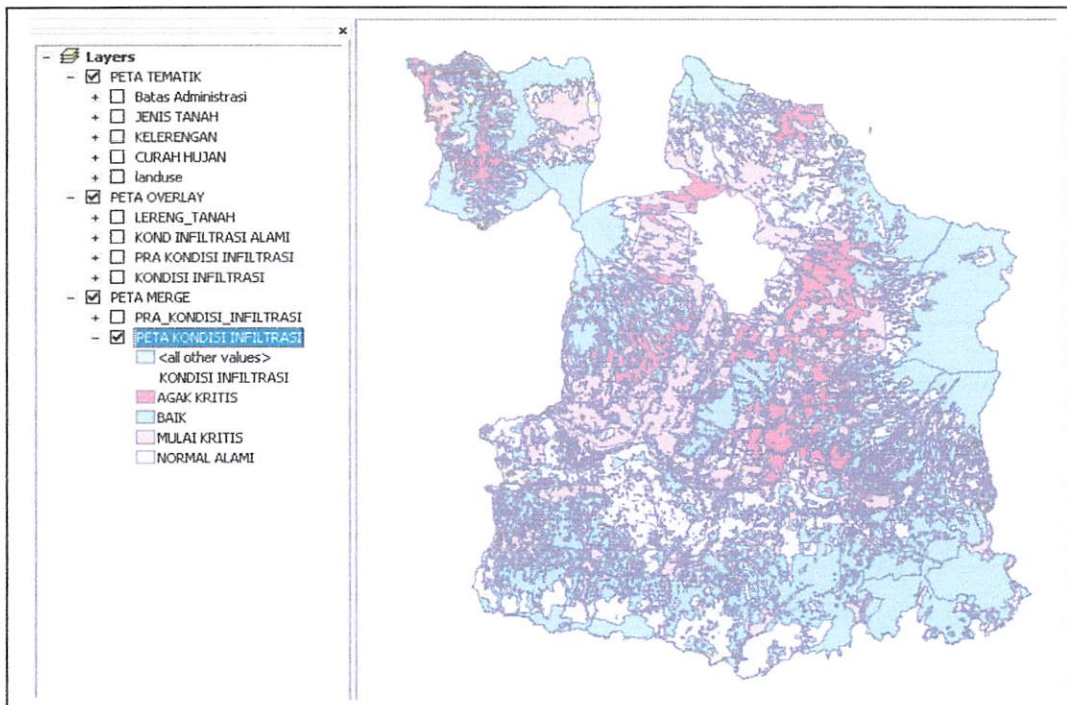 Layers
PETA TEMATIK
Batas Administrasi
JENIS TANAH
KELERENGAN
CURAH HUJAN
landuse
PETA OVERLAY
LERENG_TANAH
KOND INFILTRASI ALAMI
PRA KONDISI INFILTRASI
KONDISI INFILTRASI
PETA MERGE
PRA_KONDISI_INFILTRASI
PETA KONDISI INFILTRASI
<all other values>
KONDISI INFILTRASI
AGAK KRITIS
BAIK
MULAI KRITIS
NORMAL ALAMI